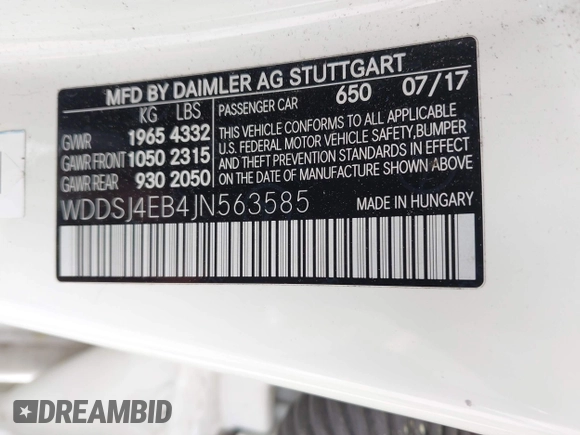 MFD BY DAIMLER AG STUTTGART
KG LBS PASSENGER CAR 650 07/17
GVWR 1965 4332
GAWR FRONT 1050 2315
GAWR REAR 930 2050
THIS VEHICLE CONFORMS TO ALL APPLICABLE
U.S. FEDERAL MOTOR VEHICLE SAFETY, BUMPER
AND THEFT PREVENTION STANDARDS IN EFFECT
ON THE DATE OF MANUFACTURE SHOWN ABOVE
WDDSJ4EB4JN563585 MADE IN HUNGARY
DREAMBID